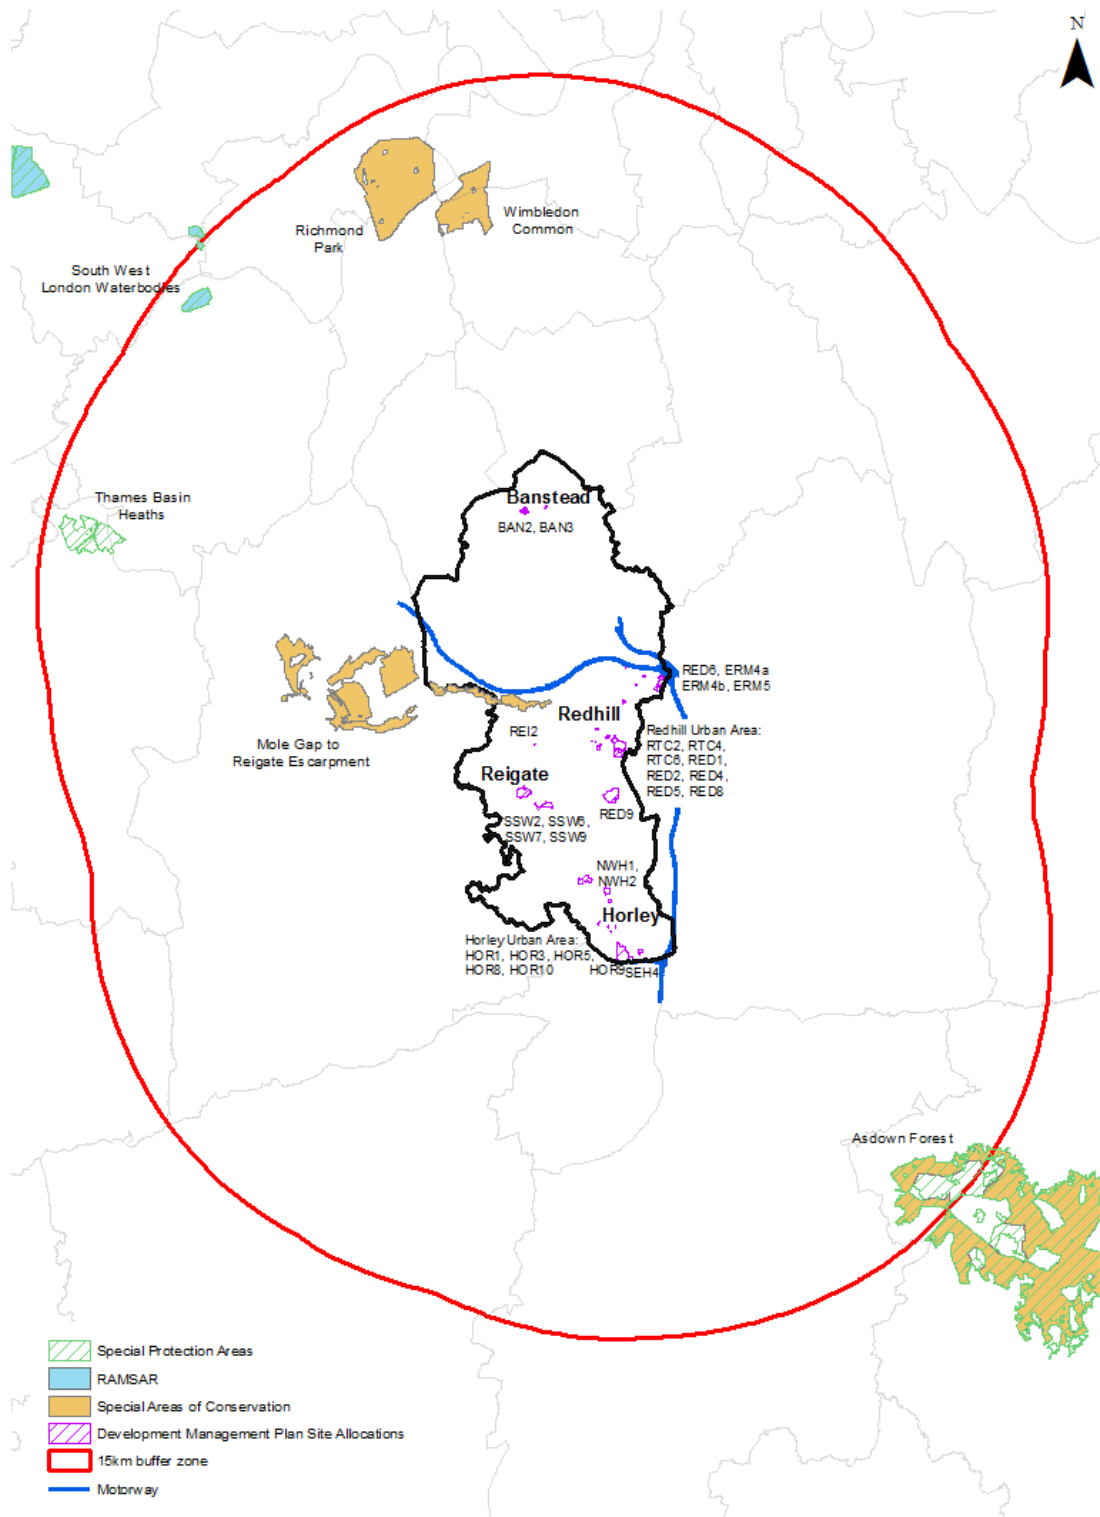 N
Richmond
Park
Wimbledon
Common
South West
London Waterbodies
Thames Basin
Heaths
Banstead
BAN2, BAN3
RED6, ERM4a
ERM4b, ERM5
Mole Gap to
Reigate Escarpment
Redhill
REI2
Redhill Urban Area:
RTC2, RTC4,
RTC6, RED1,
RED2, RED4,
RED5, RED8
Reigate
RED9
SSW2, SSW6,
SSW7, SSW9
NWH1,
NWH2
Horley
Horley Urban Area:
HOR1, HOR3, HOR5,
HOR8, HOR10
HOR9
SEH4
Asdown Forest
Special Protection Areas
RAMSAR
Special Areas of Conservation
Development Management Plan Site Allocations
15km buffer zone
Motorway